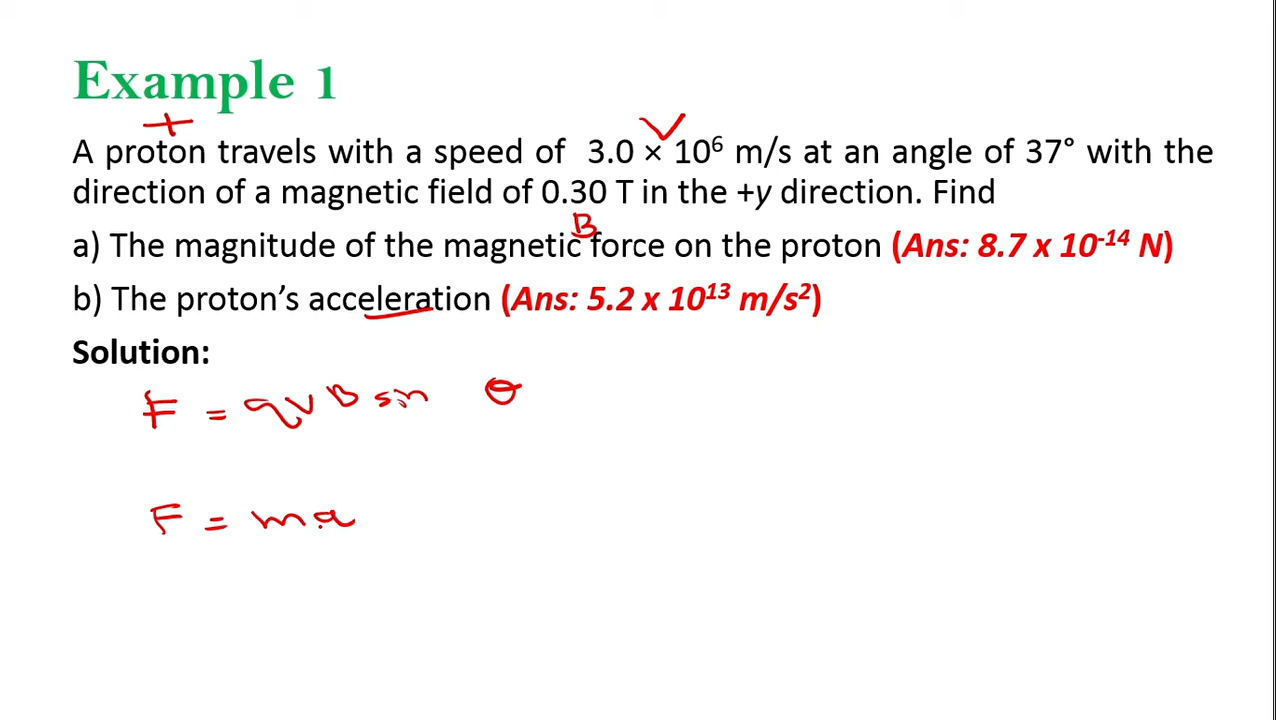 Example 1
+
A proton travels with a speed of 3.0 × 10⁶ m/s at an angle of 37° with the
direction of a magnetic field of 0.30 T in the +y direction. Find
B
a) The magnitude of the magnetic force on the proton (Ans: 8.7 x 10⁻¹⁴ N)
b) The proton's acceleration (Ans: 5.2 x 10¹³ m/s²)
Solution:
F = qvB sin θ
F = ma